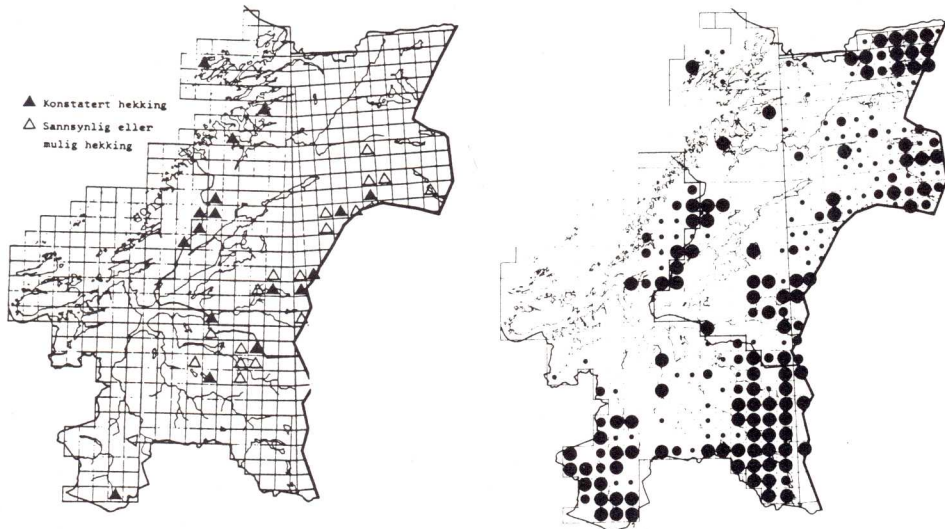 ▲ Konstatert hekking
△ Sannsynlig eller
mulig hekking